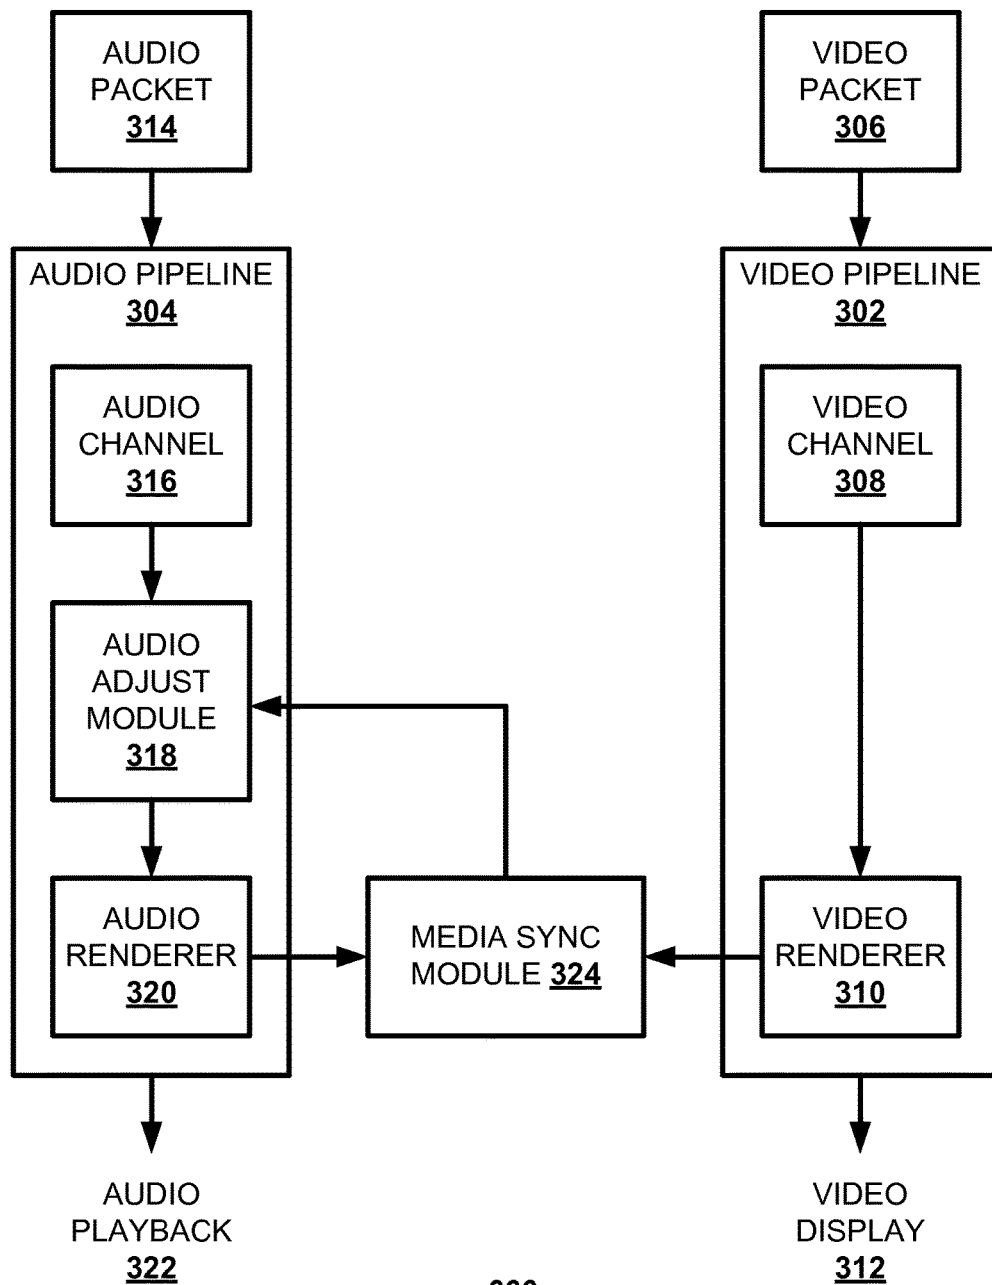 AUDIO
PACKET
314
VIDEO
PACKET
306
AUDIO PIPELINE
304
VIDEO PIPELINE
302
AUDIO
CHANNEL
316
VIDEO
CHANNEL
308
AUDIO
ADJUST
MODULE
318
AUDIO
RENDERER
320
MEDIA SYNC
MODULE 324
VIDEO
RENDERER
310
AUDIO
PLAYBACK
322
VIDEO
DISPLAY
312